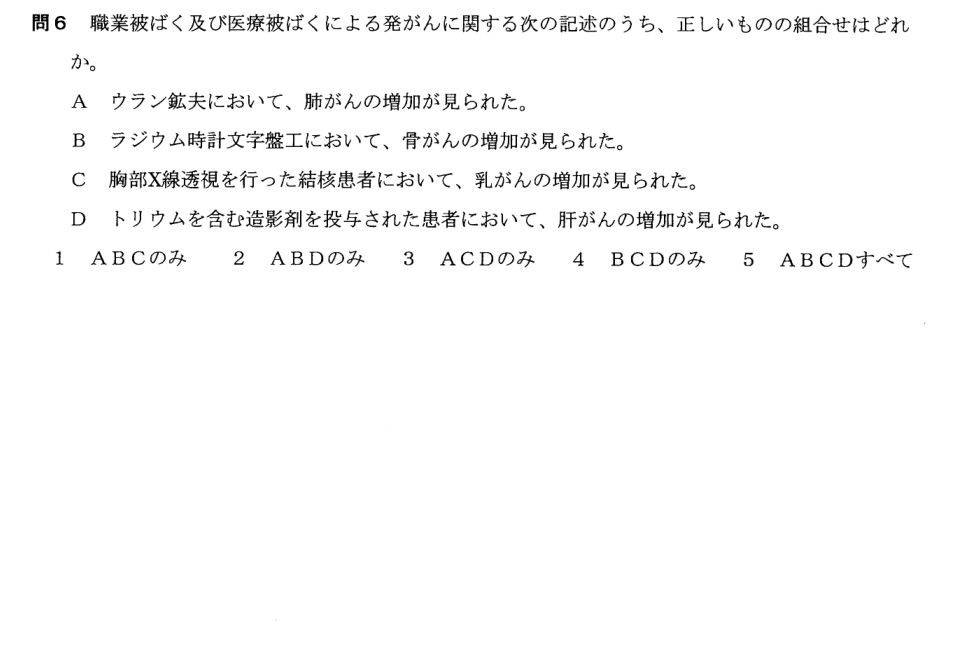 問6　職業被ばく及び医療被ばくによる発がんに関する次の記述のうち、正しいものの組合せはどれ
か。
A　ウラン鉱夫において、肺がんの増加が見られた。
B　ラジウム時計文字盤工において、骨がんの増加が見られた。
C　胸部X線透視を行った結核患者において、乳がんの増加が見られた。
D　トリウムを含む造影剤を投与された患者において、肝がんの増加が見られた。
1　ABCのみ　　2　ABDのみ　　3　ACDのみ　　4　BCDのみ　　5　ABCDすべて